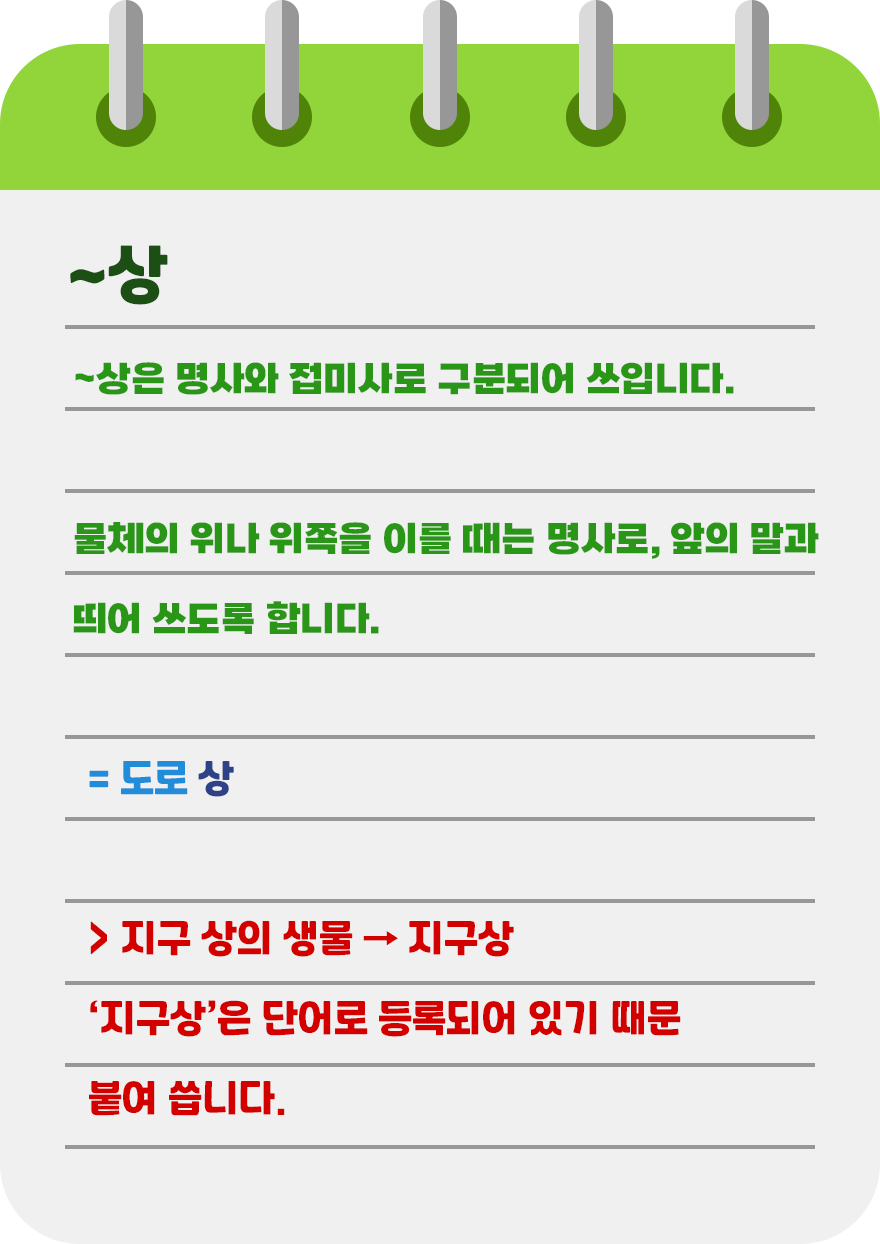 ~상
~상은 명사와 접미사로 구분되어 쓰입니다.
물체의 위나 위쪽을 이를 때는 명사로, 앞의 말과
띄어 쓰도록 합니다.
= 도로 상
> 지구 상의 생물 → 지구상
‘지구상’은 단어로 등록되어 있기 때문
붙여 씁니다.